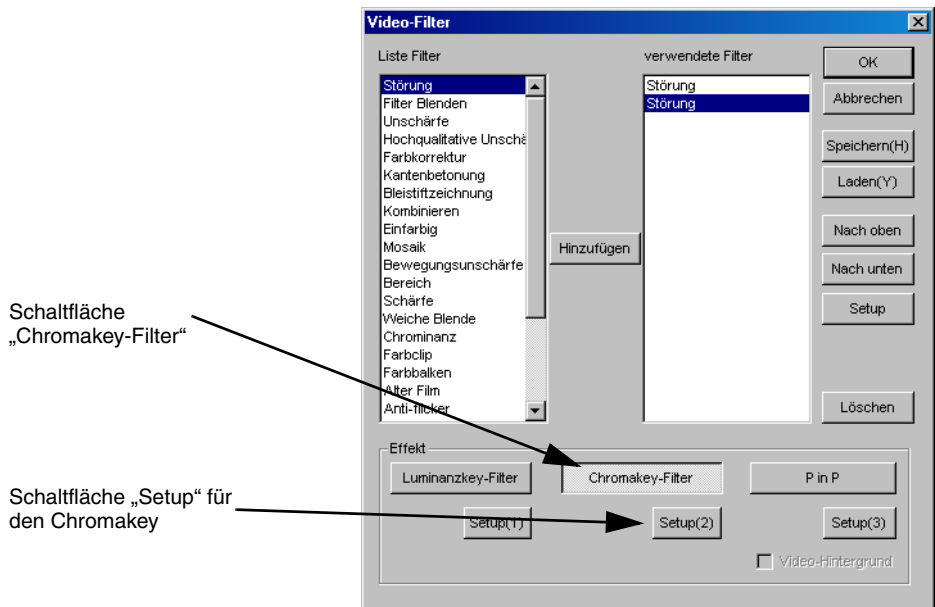 Video-Filter
Liste Filter
verwendete Filter
Störung
Filter Blenden
Unschärfe
Hochqualitative Unschä
Farbkorrektur
Kantenbetonung
Bleistiftzeichnung
Kombinieren
Einfarbig
Mosaik
Bewegungsunschärfe
Bereich
Schärfe
Weiche Blende
Chrominanz
Farbclip
Farbbalken
Alter Film
Anti-flicker
Hinzufügen
Störung
Störung
OK
Abbrechen
Speichern(H)
Laden(Y)
Nach oben
Nach unten
Setup
Löschen
Schaltfläche
„Chromakey-Filter“
Effekt
Luminanzkey-Filter
Chromakey-Filter
P in P
Schaltfläche „Setup“ für
den Chromakey
Setup(1)
Setup(2)
Setup(3)
Video-Hintergrund